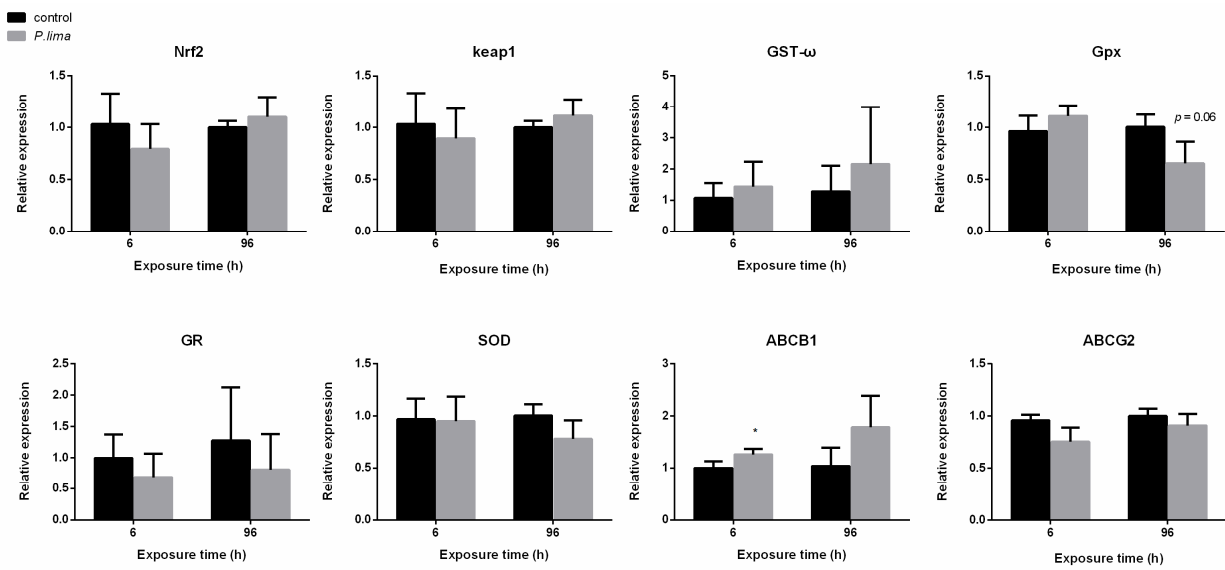 control
P.lima
Nrf2
1.5
1.0
0.5
0.0
Relative expression
6
96
Exposure time (h)
keap1
1.5
1.0
0.5
0.0
Relative expression
6
96
Exposure time (h)
GST-ω
5
4
3
2
1
0
Relative expression
6
96
Exposure time (h)
Gpx
1.5
1.0
0.5
0.0
Relative expression
p = 0.06
6
96
Exposure time (h)
GR
2.5
2.0
1.5
1.0
0.5
0.0
Relative expression
6
96
Exposure time (h)
SOD
1.5
1.0
0.5
0.0
Relative expression
6
96
Exposure time (h)
ABCB1
3
2
1
0
Relative expression
*
6
96
Exposure time (h)
ABCG2
1.5
1.0
0.5
0.0
Relative expression
6
96
Exposure time (h)